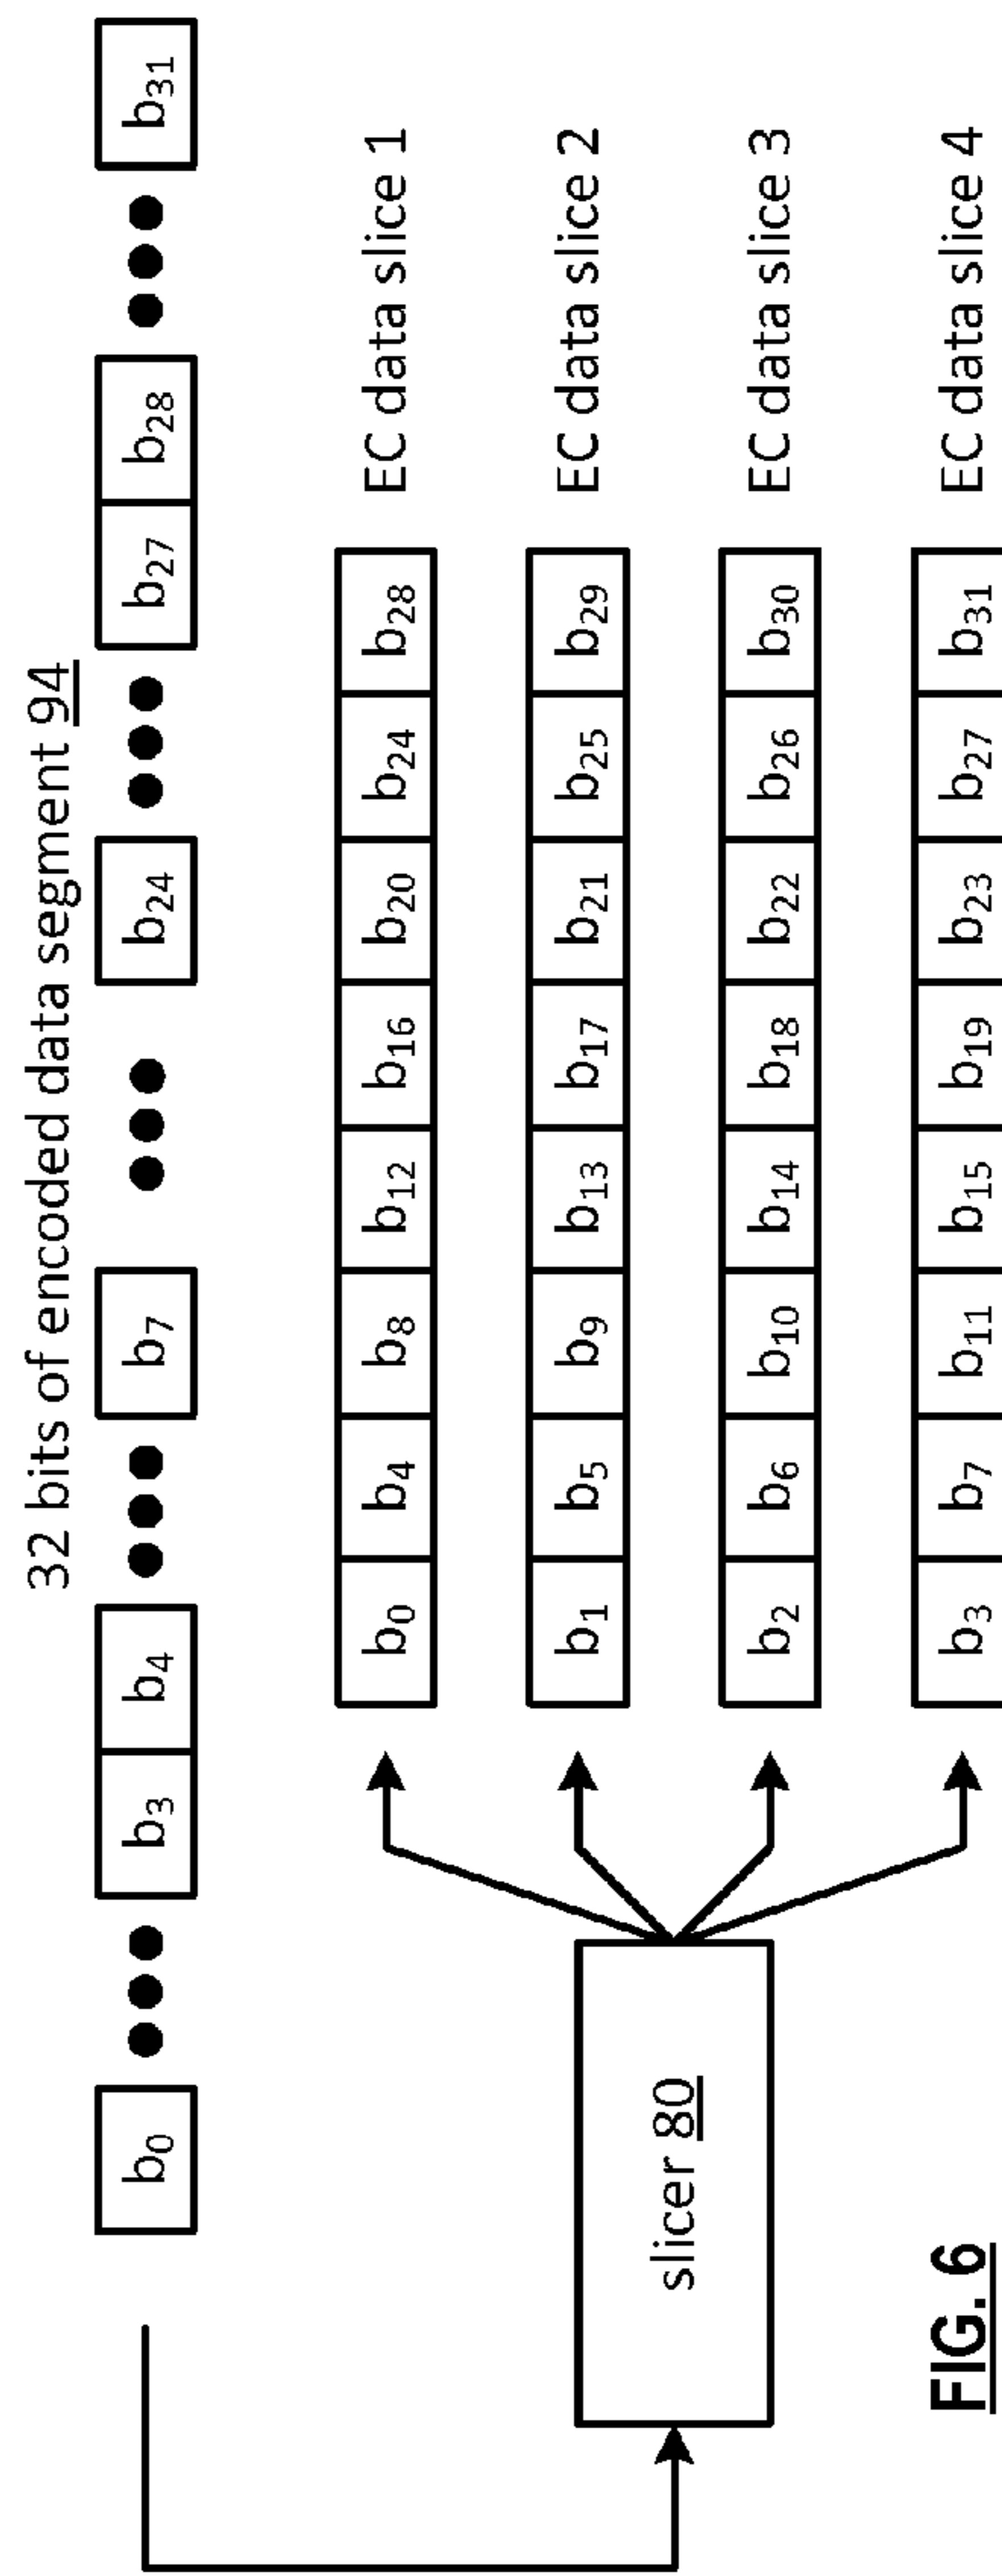 32 bits of encoded data segment 94
b0 ••• b3 b4 ••• b7 ••• b24 ••• b27 b28 ••• b31
b0 b4 b8 b12 b16 b20 b24 b28 EC data slice 1
b1 b5 b9 b13 b17 b21 b25 b29 EC data slice 2
slicer 80
b2 b6 b10 b14 b18 b22 b26 b30 EC data slice 3
b3 b7 b11 b15 b19 b23 b27 b31 EC data slice 4
FIG. 6